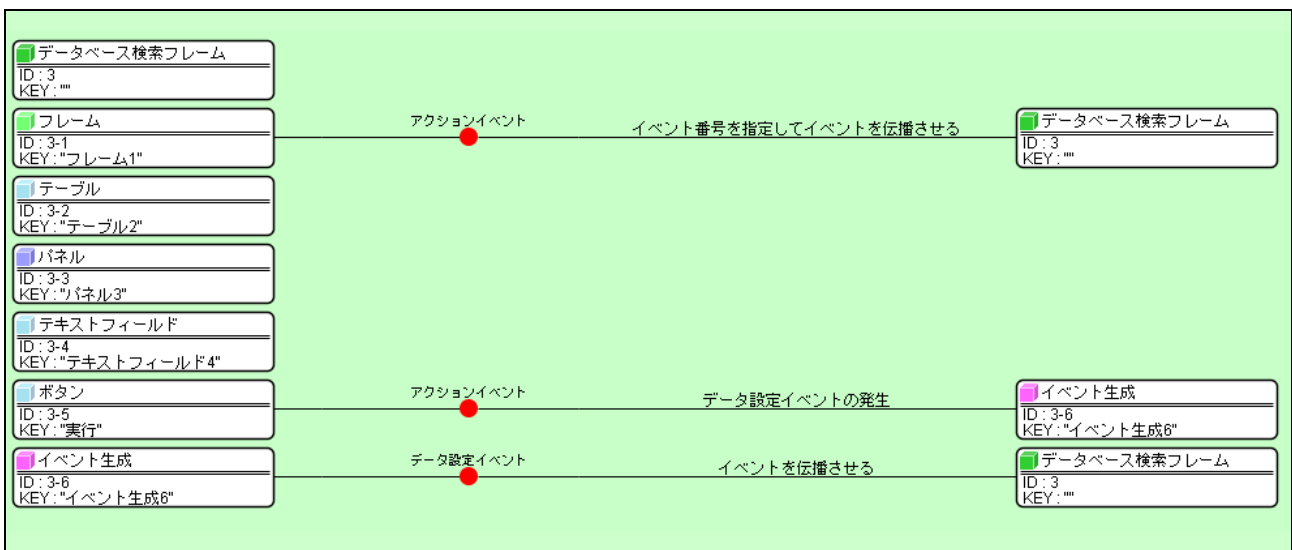 データベース検索フレーム
ID : 3
KEY : ""
フレーム
ID : 3-1
KEY : "フレーム1"
アクションイベント
イベント番号を指定してイベントを伝播させる
データベース検索フレーム
ID : 3
KEY : ""
テーブル
ID : 3-2
KEY : "テーブル2"
パネル
ID : 3-3
KEY : "パネル3"
テキストフィールド
ID : 3-4
KEY : "テキストフィールド4"
ボタン
ID : 3-5
KEY : "実行"
アクションイベント
データ設定イベントの発生
イベント生成
ID : 3-6
KEY : "イベント生成6"
イベント生成
ID : 3-6
KEY : "イベント生成6"
データ設定イベント
イベントを伝播させる
データベース検索フレーム
ID : 3
KEY : ""